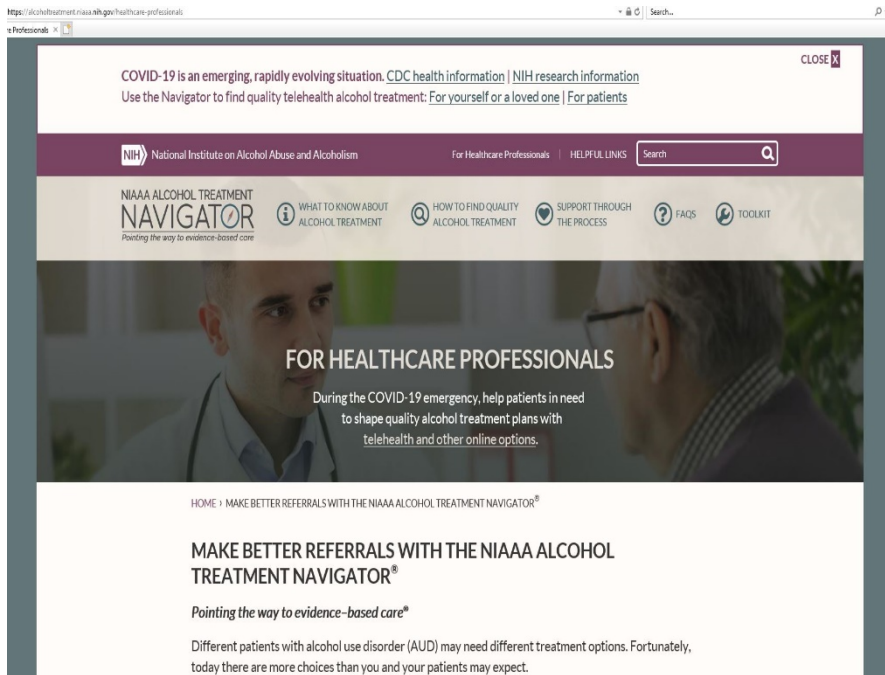 https://alcoholtreatment.niaaa.nih.gov/healthcare-professionals
Search...
re Professionals
CLOSE X
COVID-19 is an emerging, rapidly evolving situation. CDC health information | NIH research information
Use the Navigator to find quality telehealth alcohol treatment: For yourself or a loved one | For patients
NIH National Institute on Alcohol Abuse and Alcoholism
For Healthcare Professionals | HELPFUL LINKS
Search
NIAAA ALCOHOL TREATMENT
NAVIGATOR
Pointing the way to evidence-based care
WHAT TO KNOW ABOUT
ALCOHOL TREATMENT
HOW TO FIND QUALITY
ALCOHOL TREATMENT
SUPPORT THROUGH
THE PROCESS
FAQS
TOOLKIT
FOR HEALTHCARE PROFESSIONALS
During the COVID-19 emergency, help patients in need
to shape quality alcohol treatment plans with
telehealth and other online options.
HOME › MAKE BETTER REFERRALS WITH THE NIAAA ALCOHOL TREATMENT NAVIGATOR®
MAKE BETTER REFERRALS WITH THE NIAAA ALCOHOL
TREATMENT NAVIGATOR®
Pointing the way to evidence-based care®
Different patients with alcohol use disorder (AUD) may need different treatment options. Fortunately,
today there are more choices than you and your patients may expect.